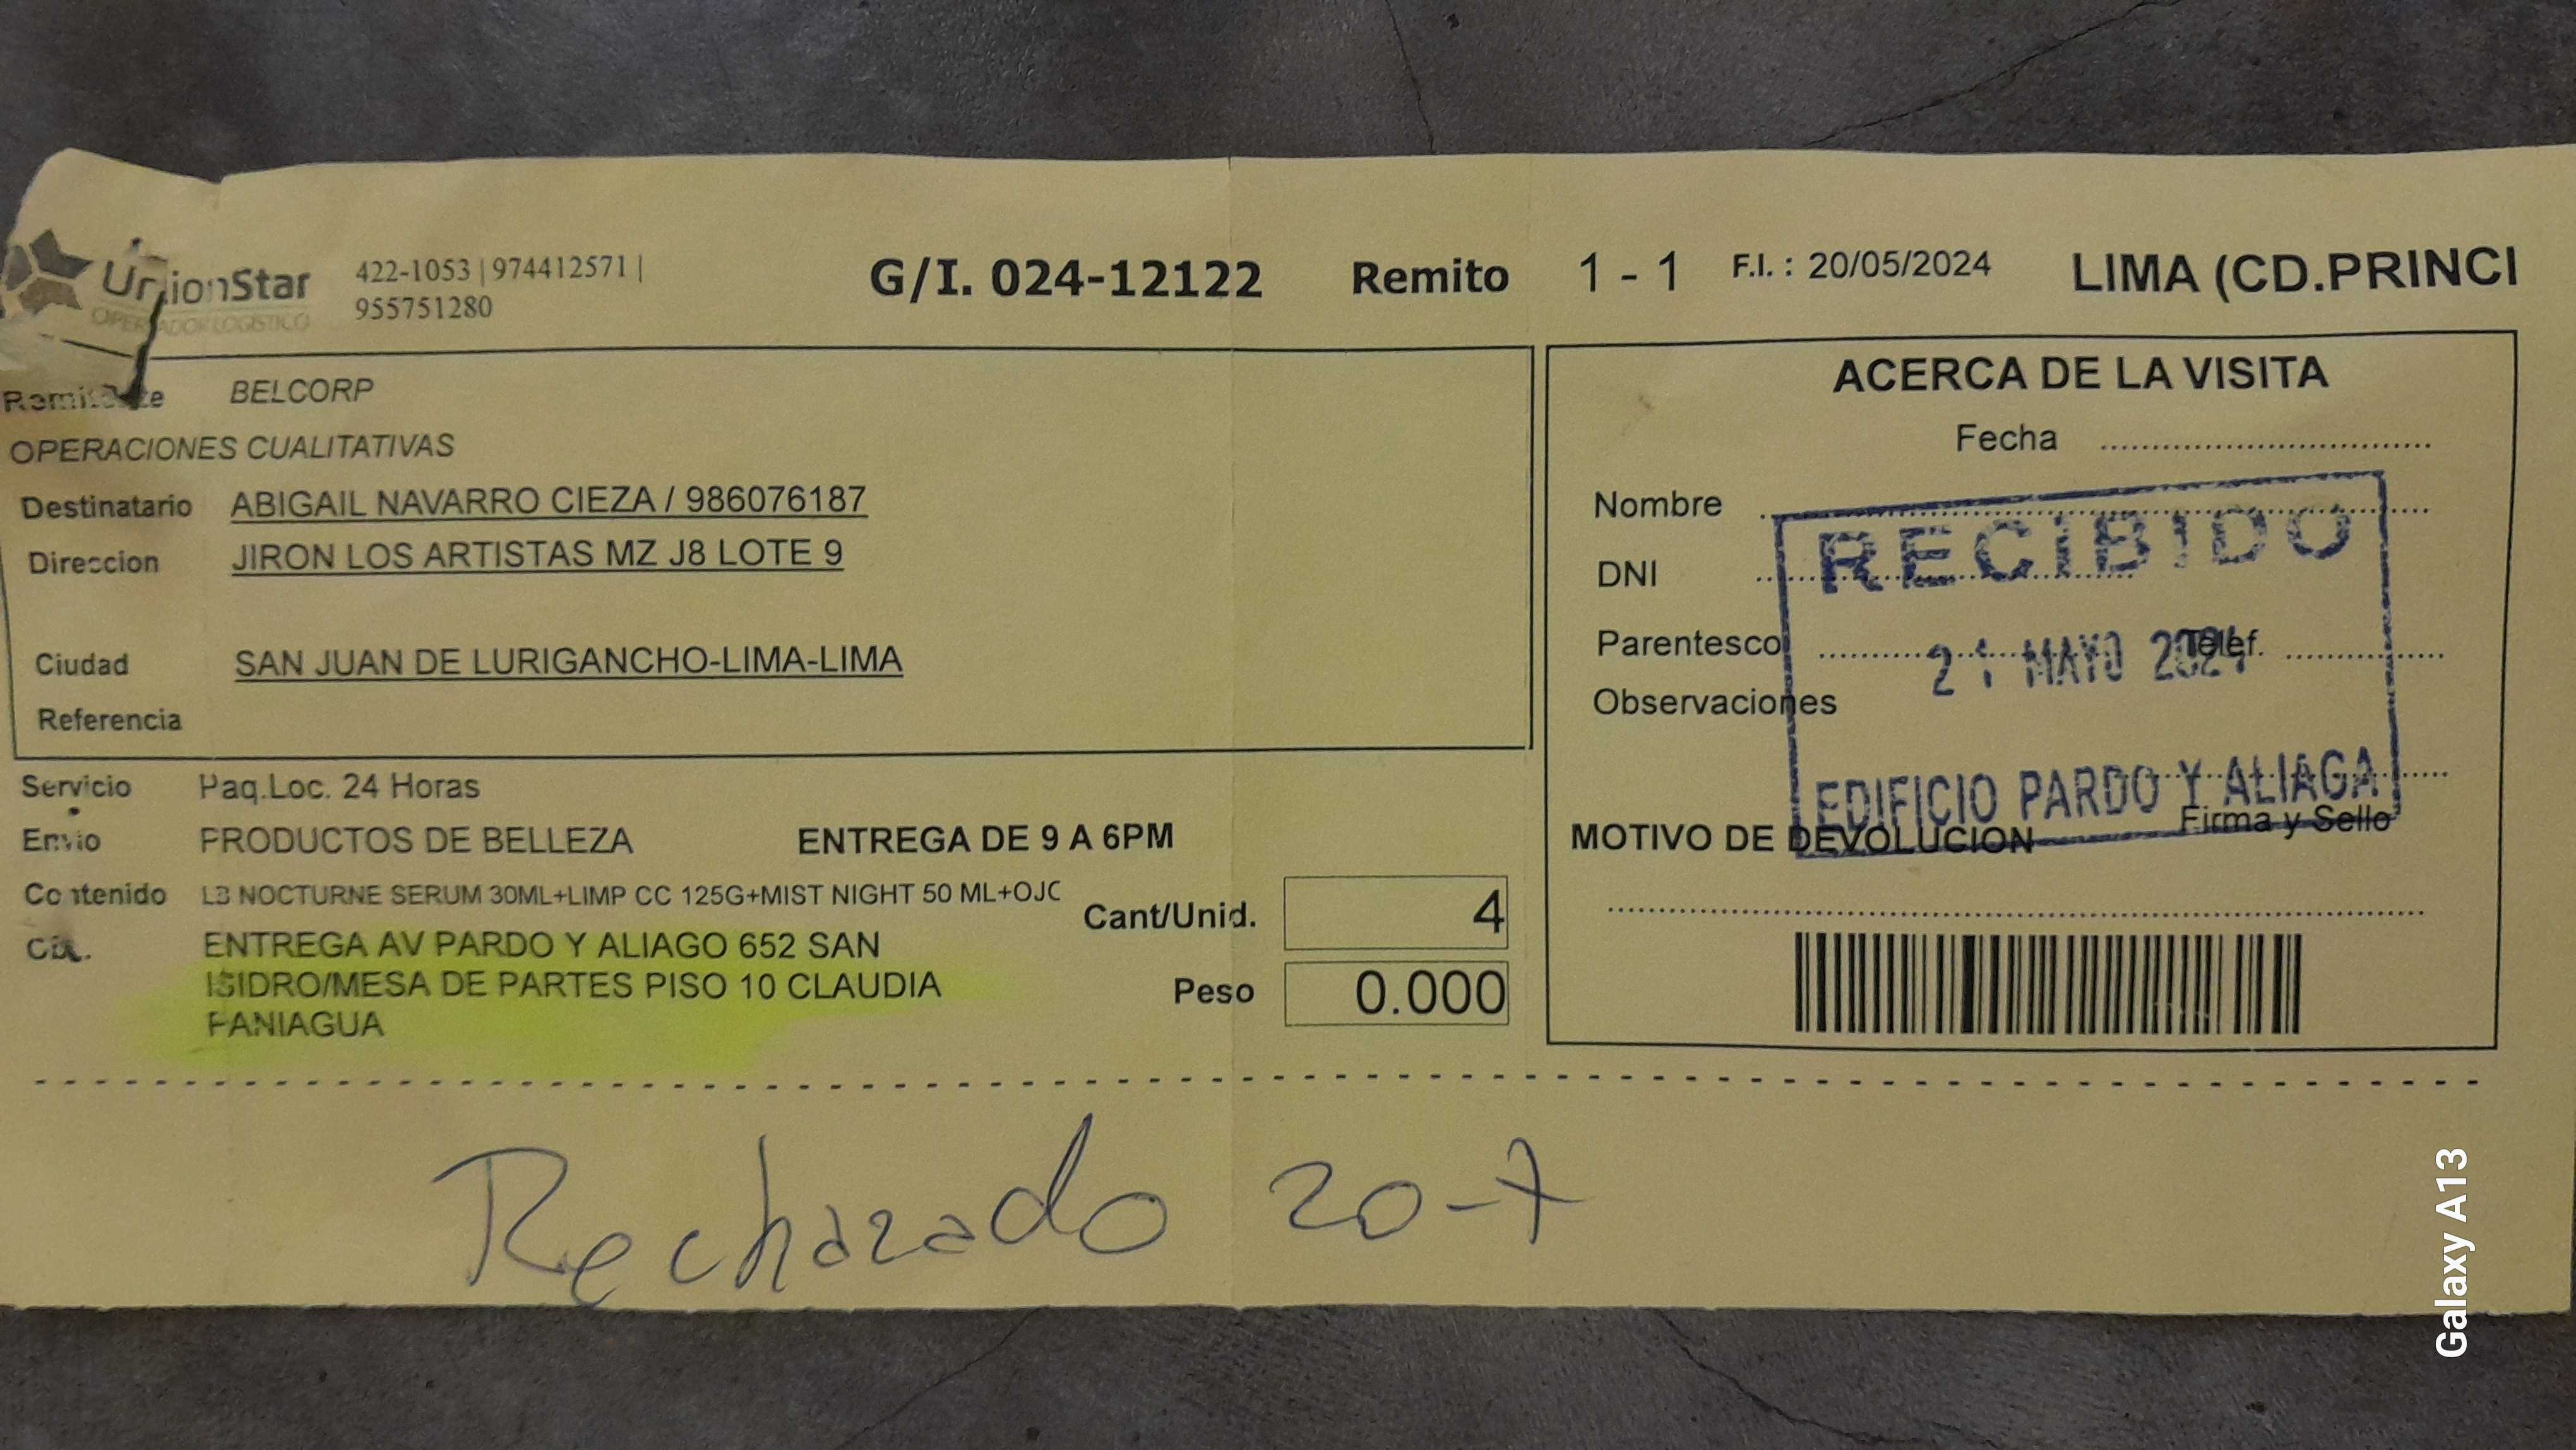 UnionStar
OPERADOR LOGISTICO
422-1053 | 974412571 |
955751280
G/I. 024-12122 Remito 1 - 1 F.I. : 20/05/2024 LIMA (CD.PRINCI
Remitente BELCORP
OPERACIONES CUALITATIVAS
Destinatario ABIGAIL NAVARRO CIEZA / 986076187
Direccion JIRON LOS ARTISTAS MZ J8 LOTE 9
Ciudad SAN JUAN DE LURIGANCHO-LIMA-LIMA
Referencia
Servicio Paq.Loc. 24 Horas
Envio PRODUCTOS DE BELLEZA ENTREGA DE 9 A 6PM
Contenido LB NOCTURNE SERUM 30ML+LIMP CC 125G+MIST NIGHT 50 ML+OJO
Cant/Unid. 4
ENTREGA AV PARDO Y ALIAGO 652 SAN
ISIDRO/MESA DE PARTES PISO 10 CLAUDIA
PANIAGUA
Peso 0.000
ACERCA DE LA VISITA
Fecha
Nombre
DNI
Parentesco Telef.
Observaciones
Firma y Sello
MOTIVO DE DEVOLUCION
RECIBIDO
21 MAYO 2024
EDIFICIO PARDO Y ALIAGA
Rechazado 20-7
Galaxy A13